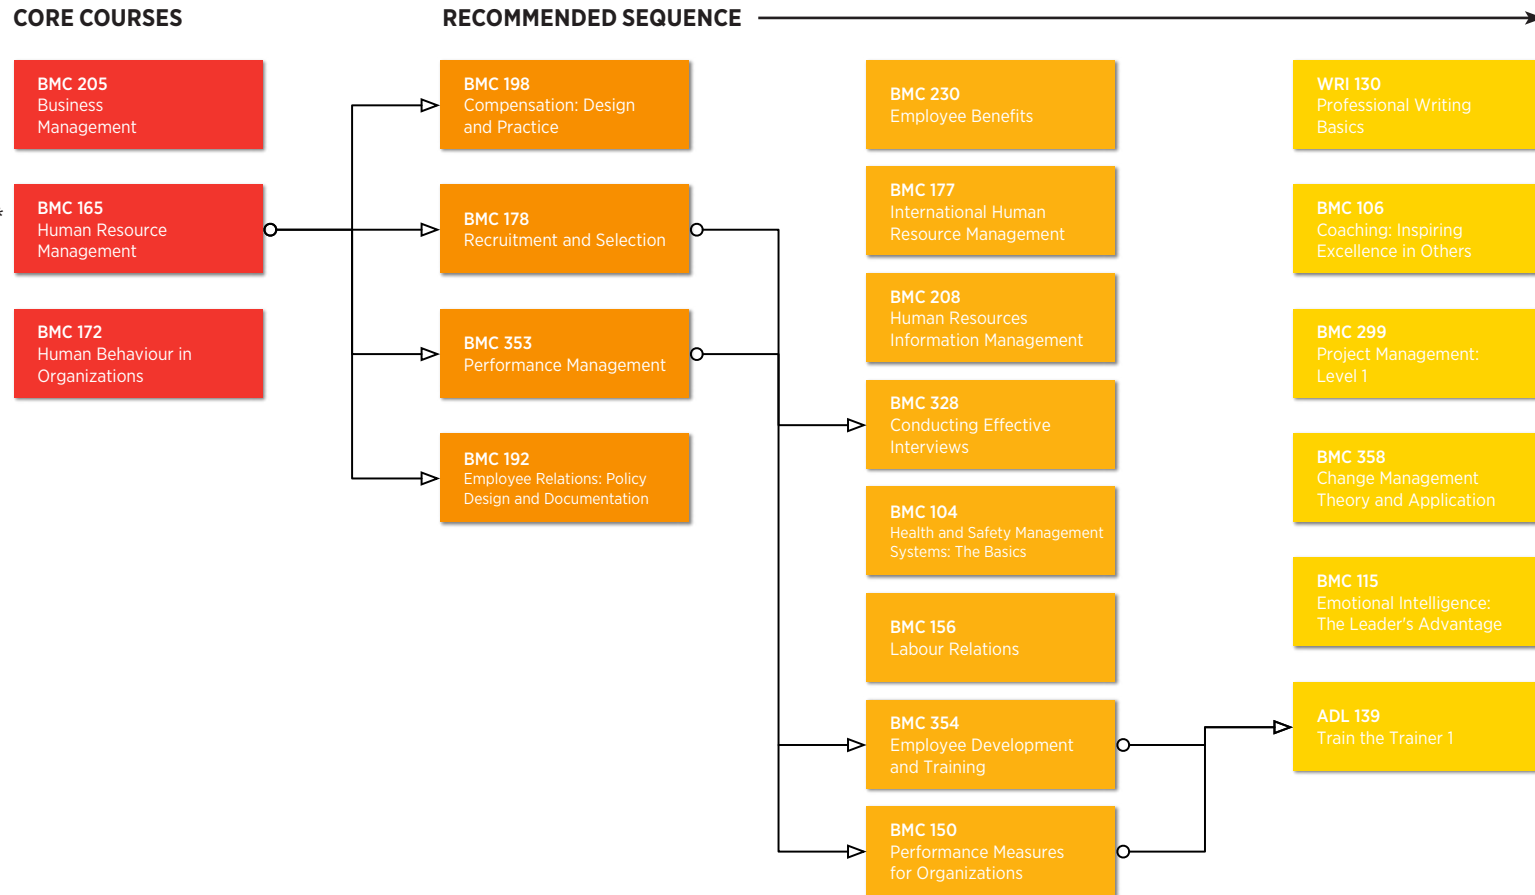 CORE COURSES
RECOMMENDED SEQUENCE
BMC 205
Business
Management
*
BMC 165
Human Resource
Management
BMC 172
Human Behaviour in
Organizations
BMC 198
Compensation: Design
and Practice
BMC 178
Recruitment and Selection
BMC 353
Performance Management
BMC 192
Employee Relations: Policy
Design and Documentation
BMC 230
Employee Benefits
BMC 177
International Human
Resource Management
BMC 208
Human Resources
Information Management
BMC 328
Conducting Effective
Interviews
BMC 104
Health and Safety Management
Systems: The Basics
BMC 156
Labour Relations
BMC 354
Employee Development
and Training
BMC 150
Performance Measures
for Organizations
WRI 130
Professional Writing
Basics
BMC 106
Coaching: Inspiring
Excellence in Others
BMC 299
Project Management:
Level 1
BMC 358
Change Management
Theory and Application
BMC 115
Emotional Intelligence:
The Leader's Advantage
ADL 139
Train the Trainer 1